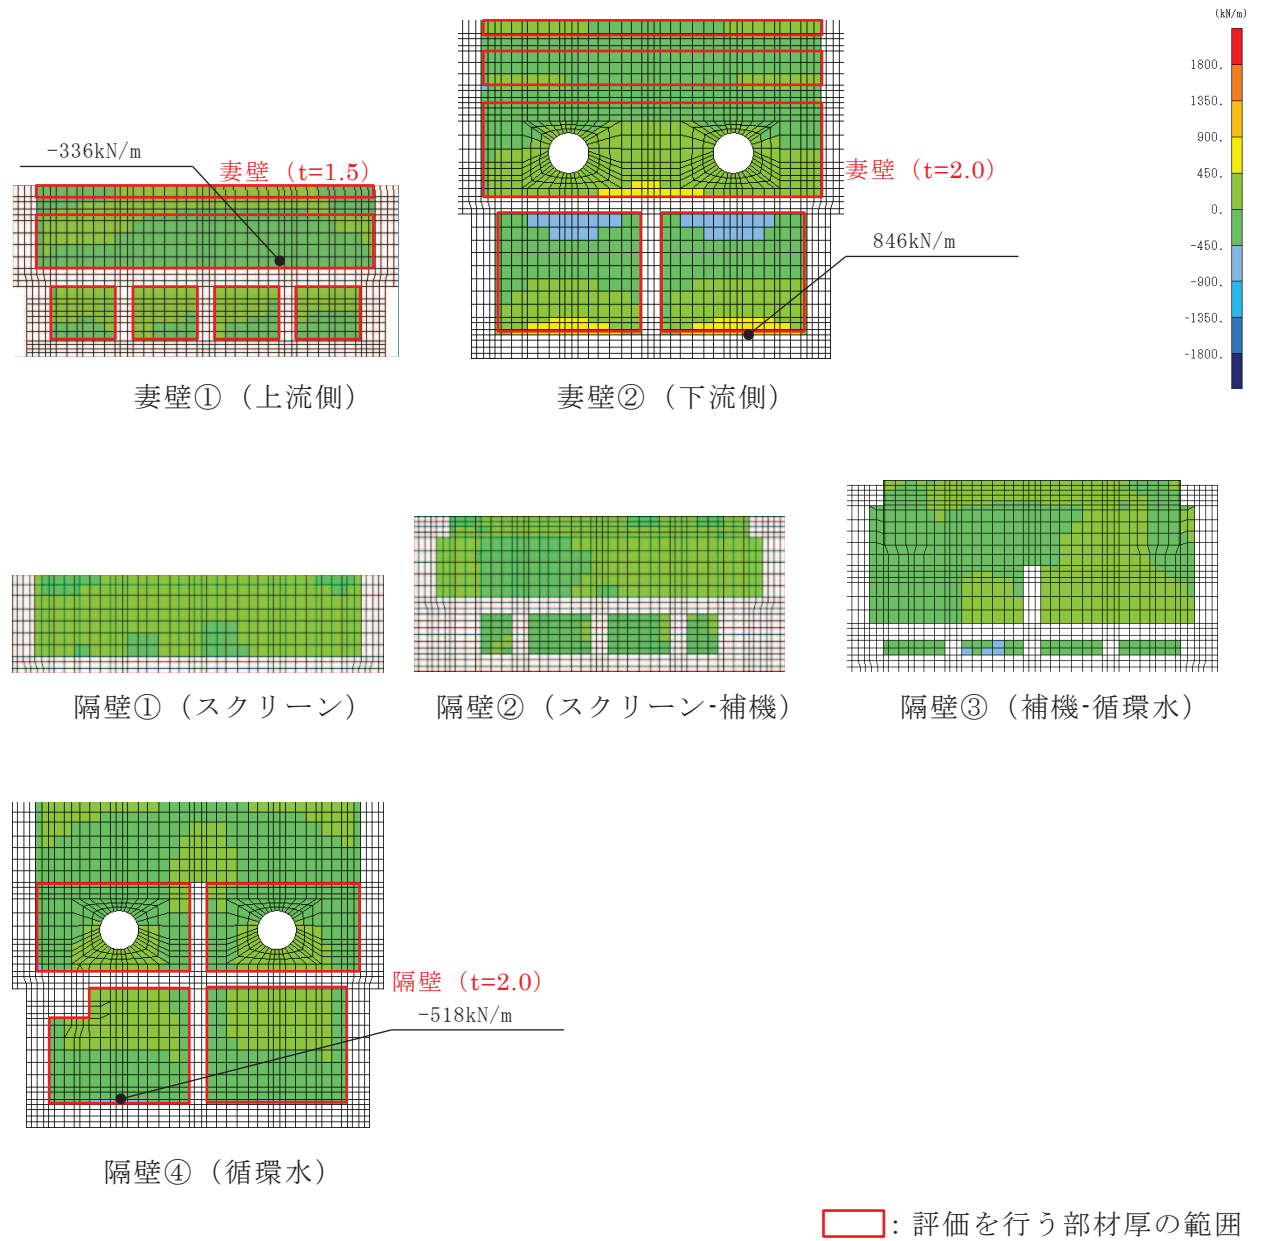 (kN/m)
1800.
1350.
900.
450.
0.
-450.
-900.
-1350.
-1800.
-336kN/m
妻壁（t=1.5）
妻壁（t=2.0）
846kN/m
妻壁①（上流側）
妻壁②（下流側）
隔壁①（スクリーン）
隔壁②（スクリーン-補機）
隔壁③（補機-循環水）
隔壁（t=2.0）
-518kN/m
隔壁④（循環水）
：評価を行う部材厚の範囲